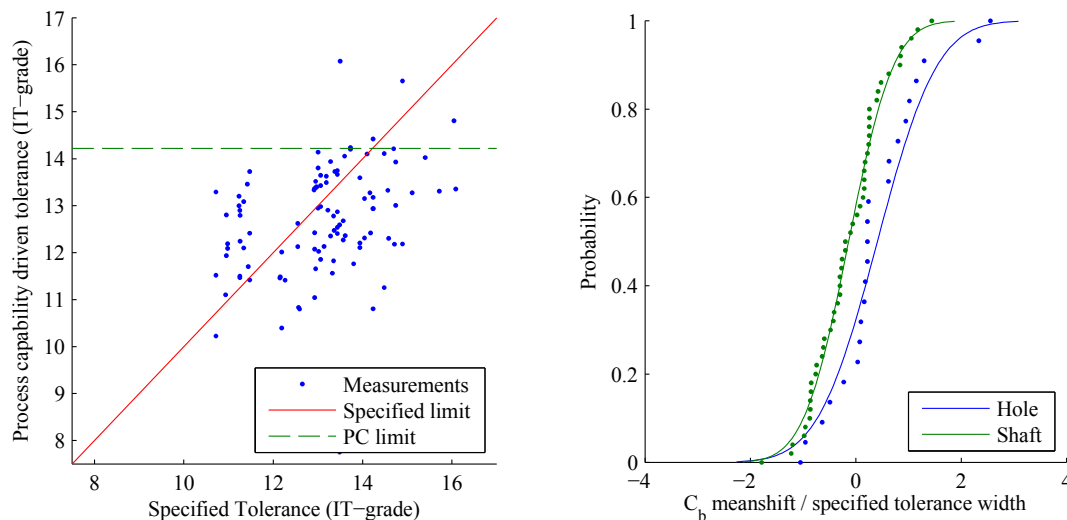 Process capability driven tolerance (IT−grade)
17
16
15
14
13
12
11
10
9
8
8
10
12
14
16
Specified Tolerance (IT−grade)
Measurements
Specified limit
PC limit
Probability
1
0.8
0.6
0.4
0.2
0
−4
−2
0
2
4
C_b meanshift / specified tolerance width
Hole
Shaft